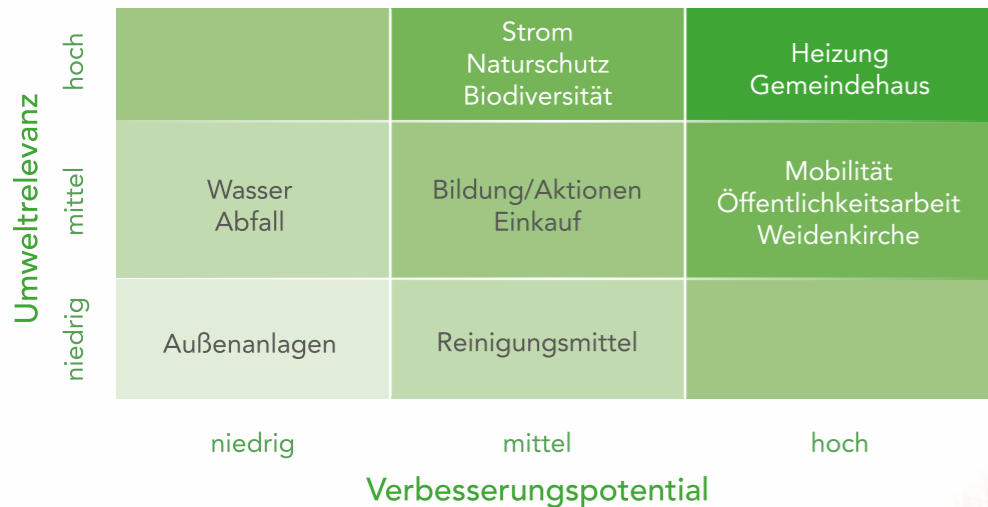 Umweltrelevanz
hoch
Strom
Naturschutz
Biodiversität
Heizung
Gemeindehaus
mittel
Wasser
Abfall
Bildung/Aktionen
Einkauf
Mobilität
Öffentlichkeitsarbeit
Weidenkirche
niedrig
Außenanlagen
Reinigungsmittel
niedrig
mittel
hoch
Verbesserungspotential